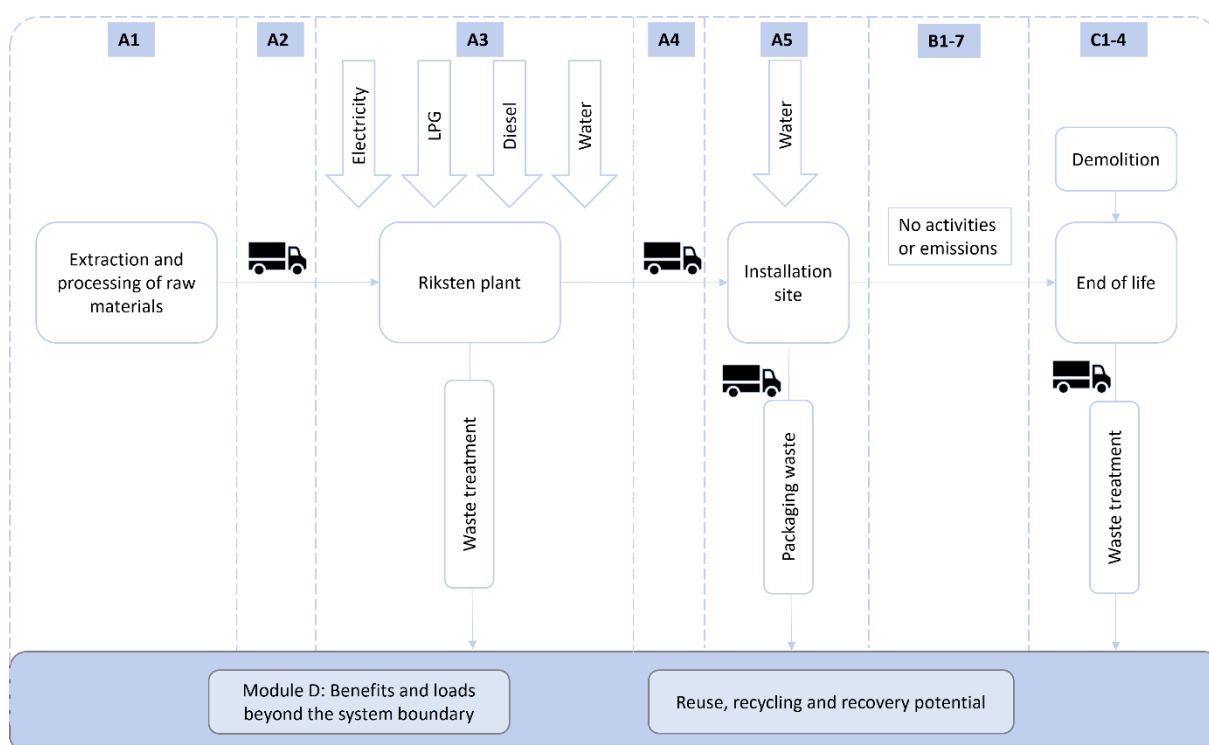 A1
A2
A3
A4
A5
B1-7
C1-4
Electricity
LPG
Diesel
Water
Water
Demolition
Extraction and
processing of raw
materials
Riksten plant
Installation
site
No activities
or emissions
End of life
Waste treatment
Packaging waste
Waste treatment
Module D: Benefits and loads
beyond the system boundary
Reuse, recycling and recovery potential